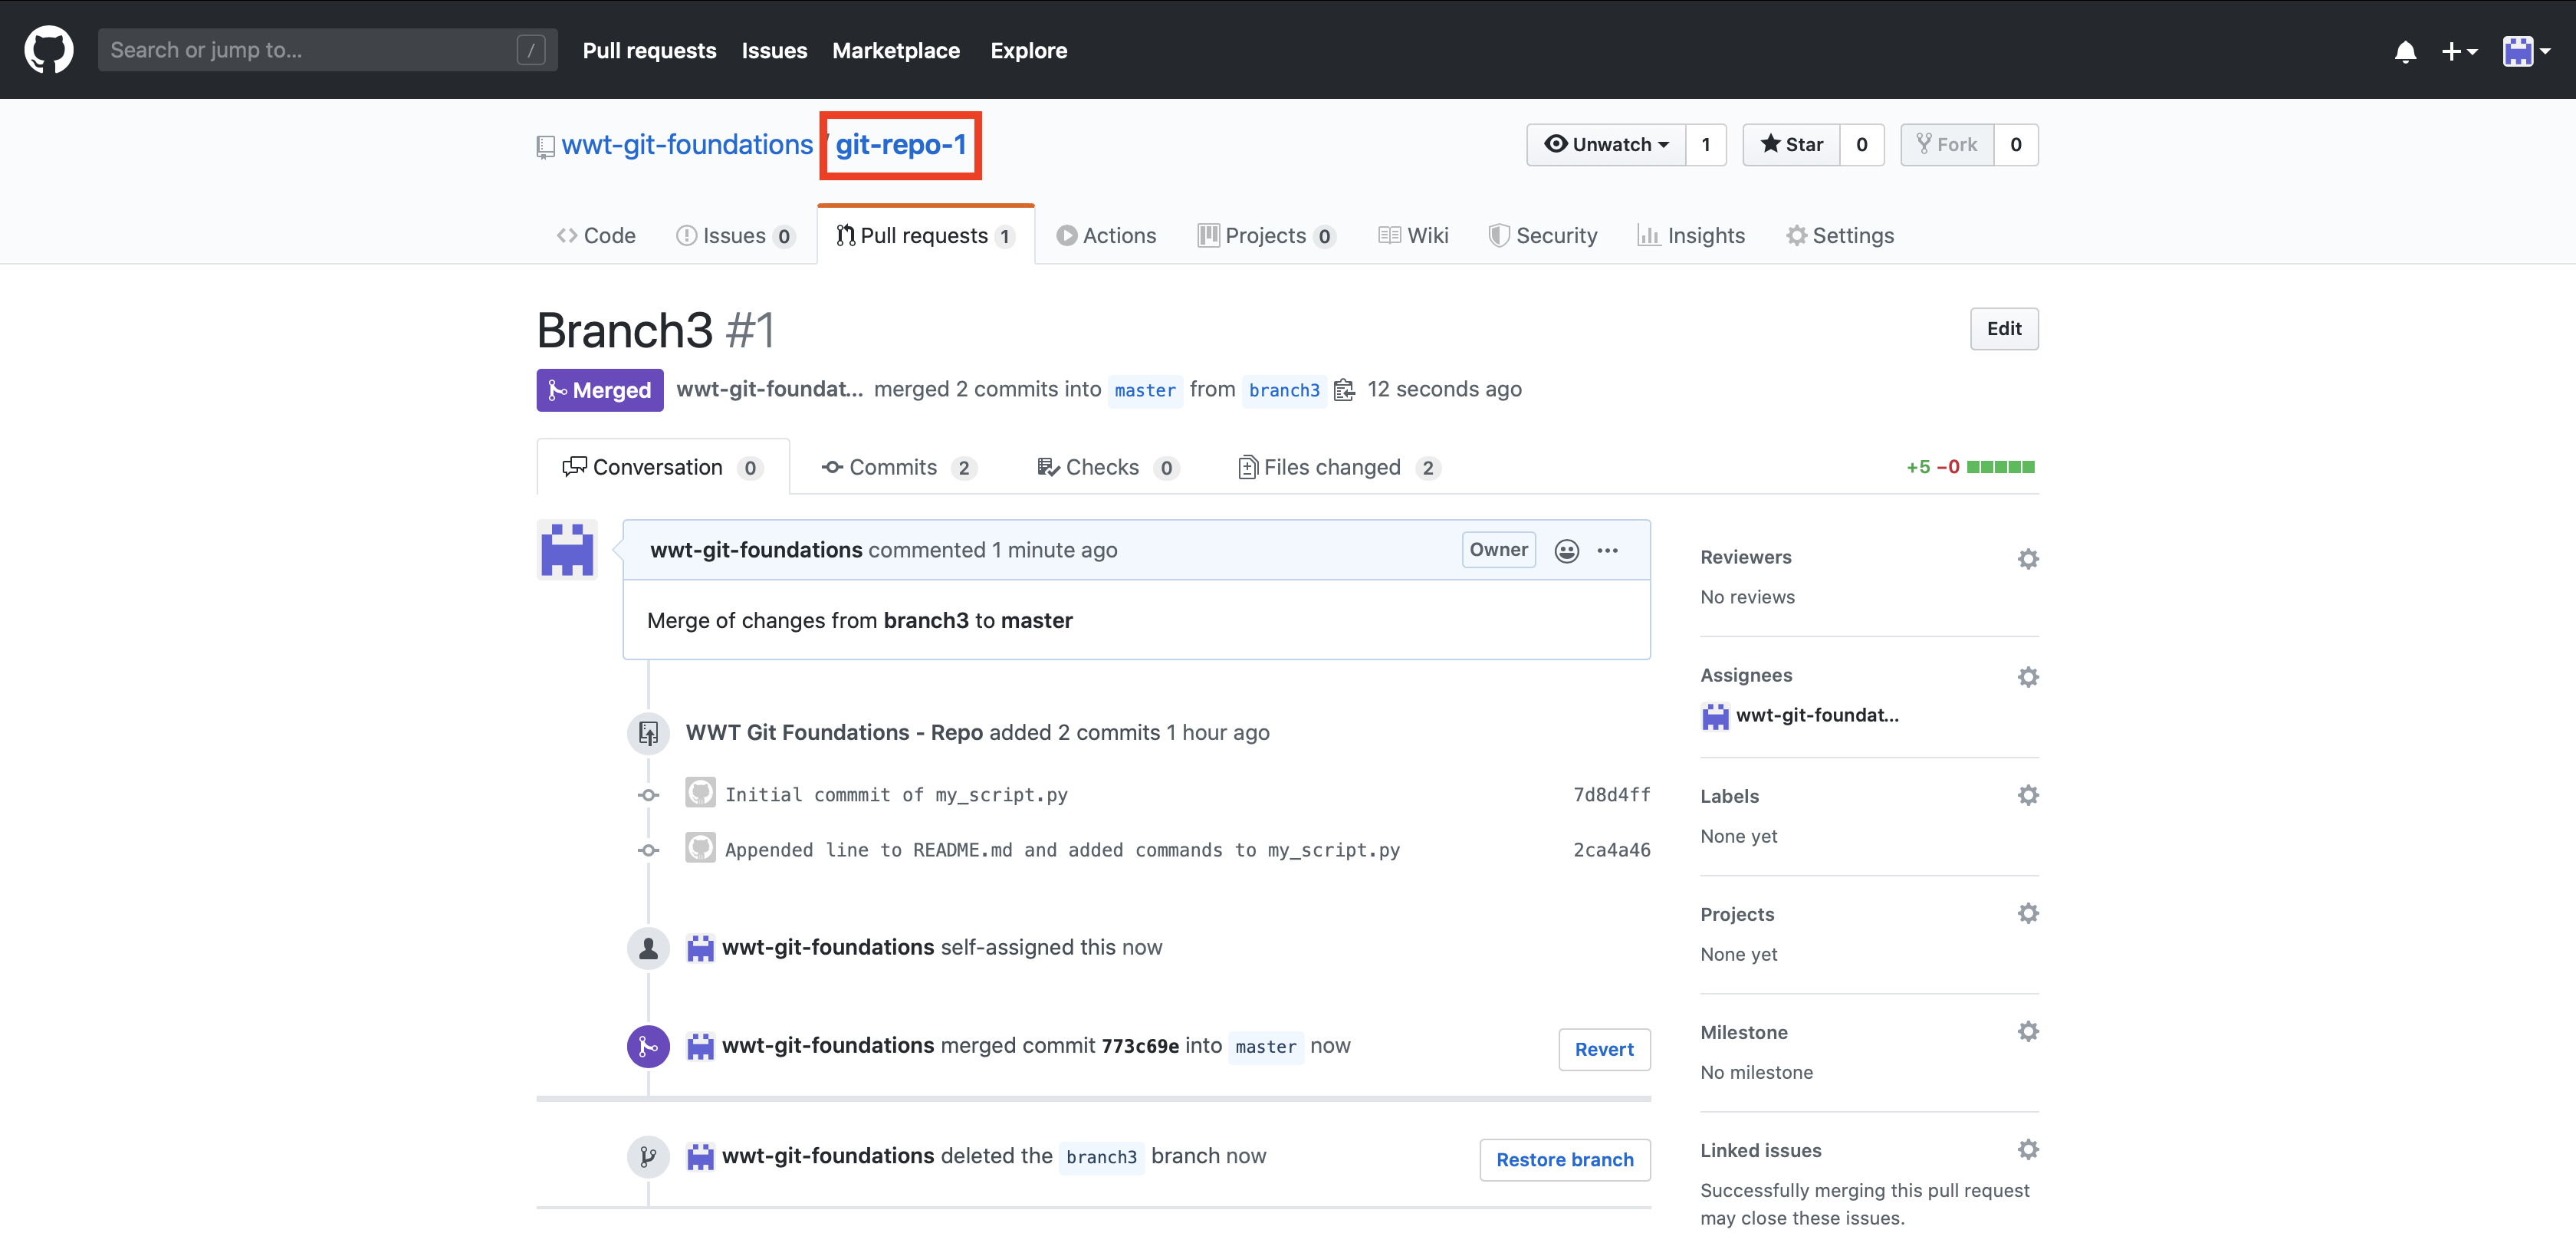 Search or jump to... / Pull requests Issues Marketplace Explore
wwt-git-foundations / git-repo-1 Unwatch 1 Star 0 Fork 0
Code Issues 0 Pull requests 1 Actions Projects 0 Wiki Security Insights Settings
Branch3 #1 Edit
Merged wwt-git-foundat... merged 2 commits into master from branch3 12 seconds ago
Conversation 0 Commits 2 Checks 0 Files changed 2 +5 −0
wwt-git-foundations commented 1 minute ago Owner ...
Merge of changes from branch3 to master
WWT Git Foundations - Repo added 2 commits 1 hour ago
Initial commmit of my_script.py 7d8d4ff
Appended line to README.md and added commands to my_script.py 2ca4a46
wwt-git-foundations self-assigned this now
wwt-git-foundations merged commit 773c69e into master now Revert
wwt-git-foundations deleted the branch3 branch now Restore branch
Reviewers
No reviews
Assignees
wwt-git-foundat...
Labels
None yet
Projects
None yet
Milestone
No milestone
Linked issues
Successfully merging this pull request
may close these issues.